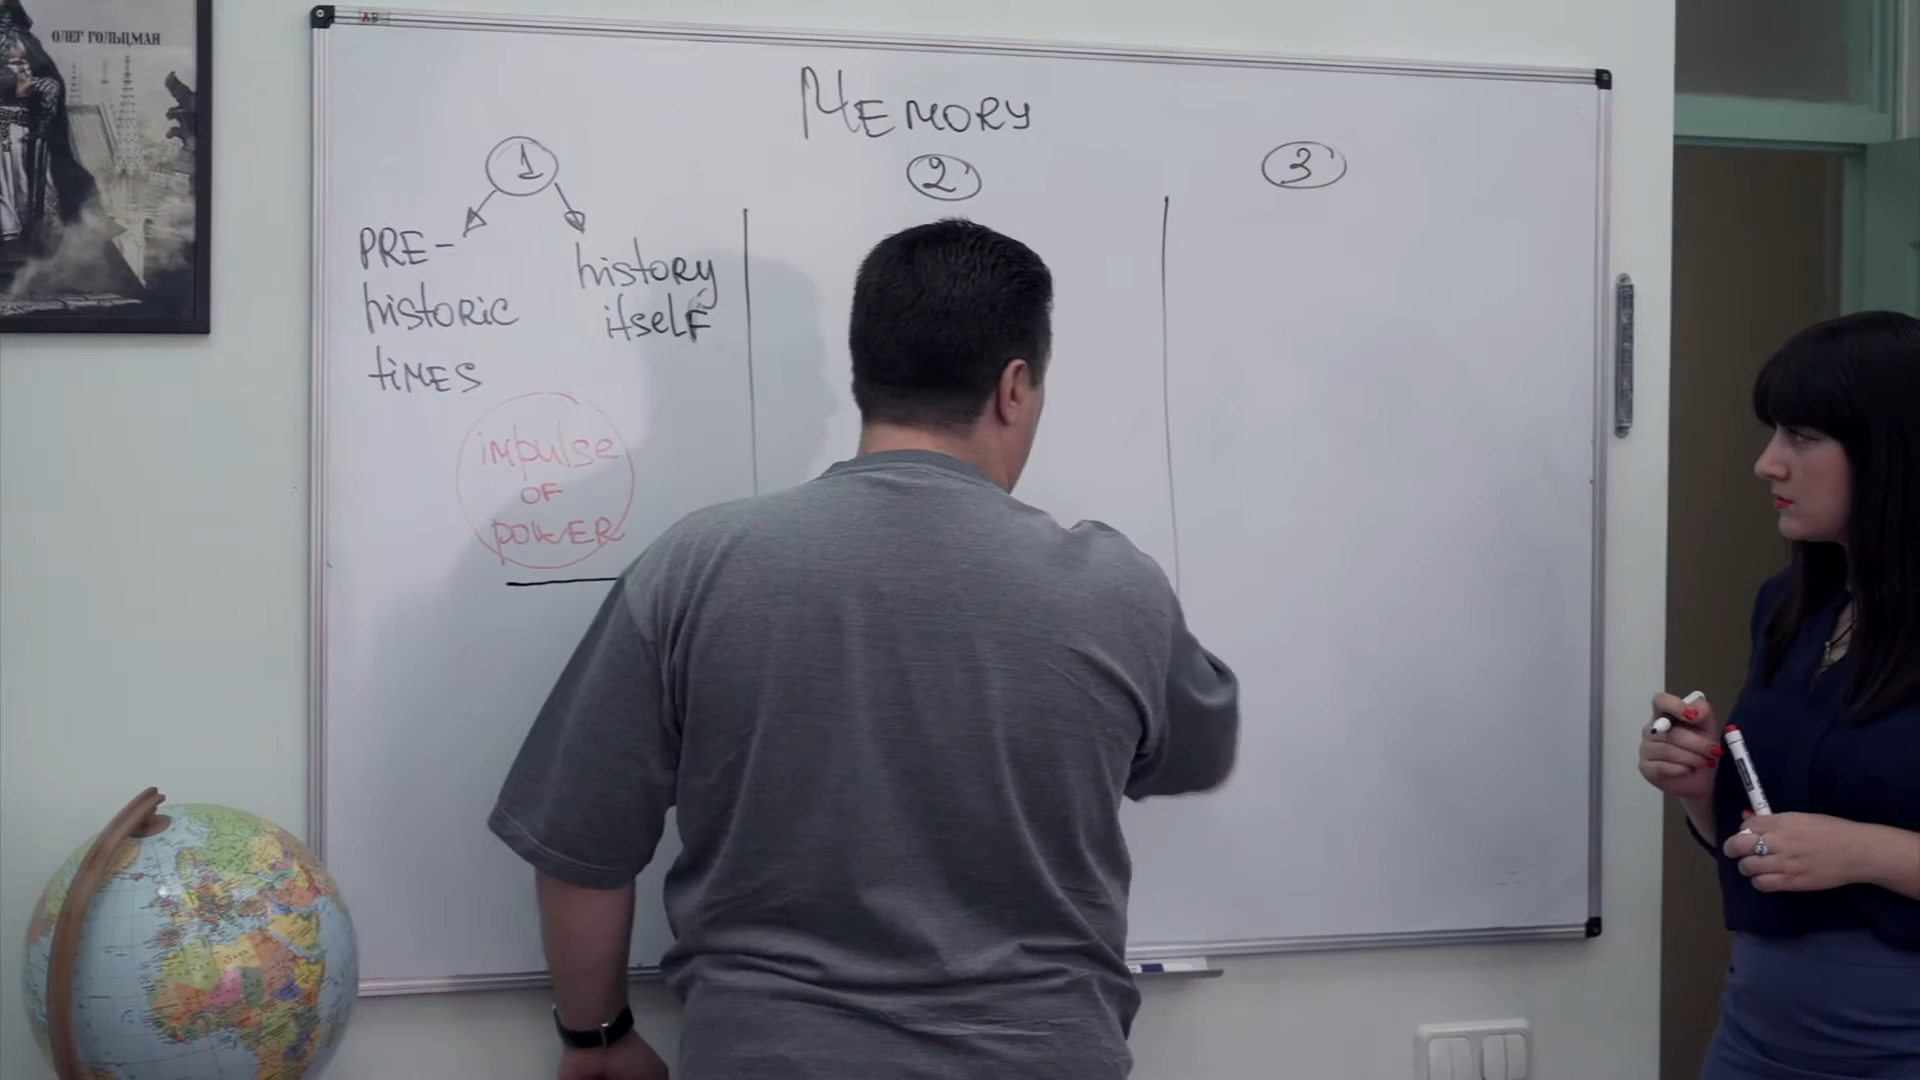 ОЛЕГ ГОЛЬЦМАН
MEMORY
1
2
3
PRE-
historic
times
history
itself
impulse
OF
POWER